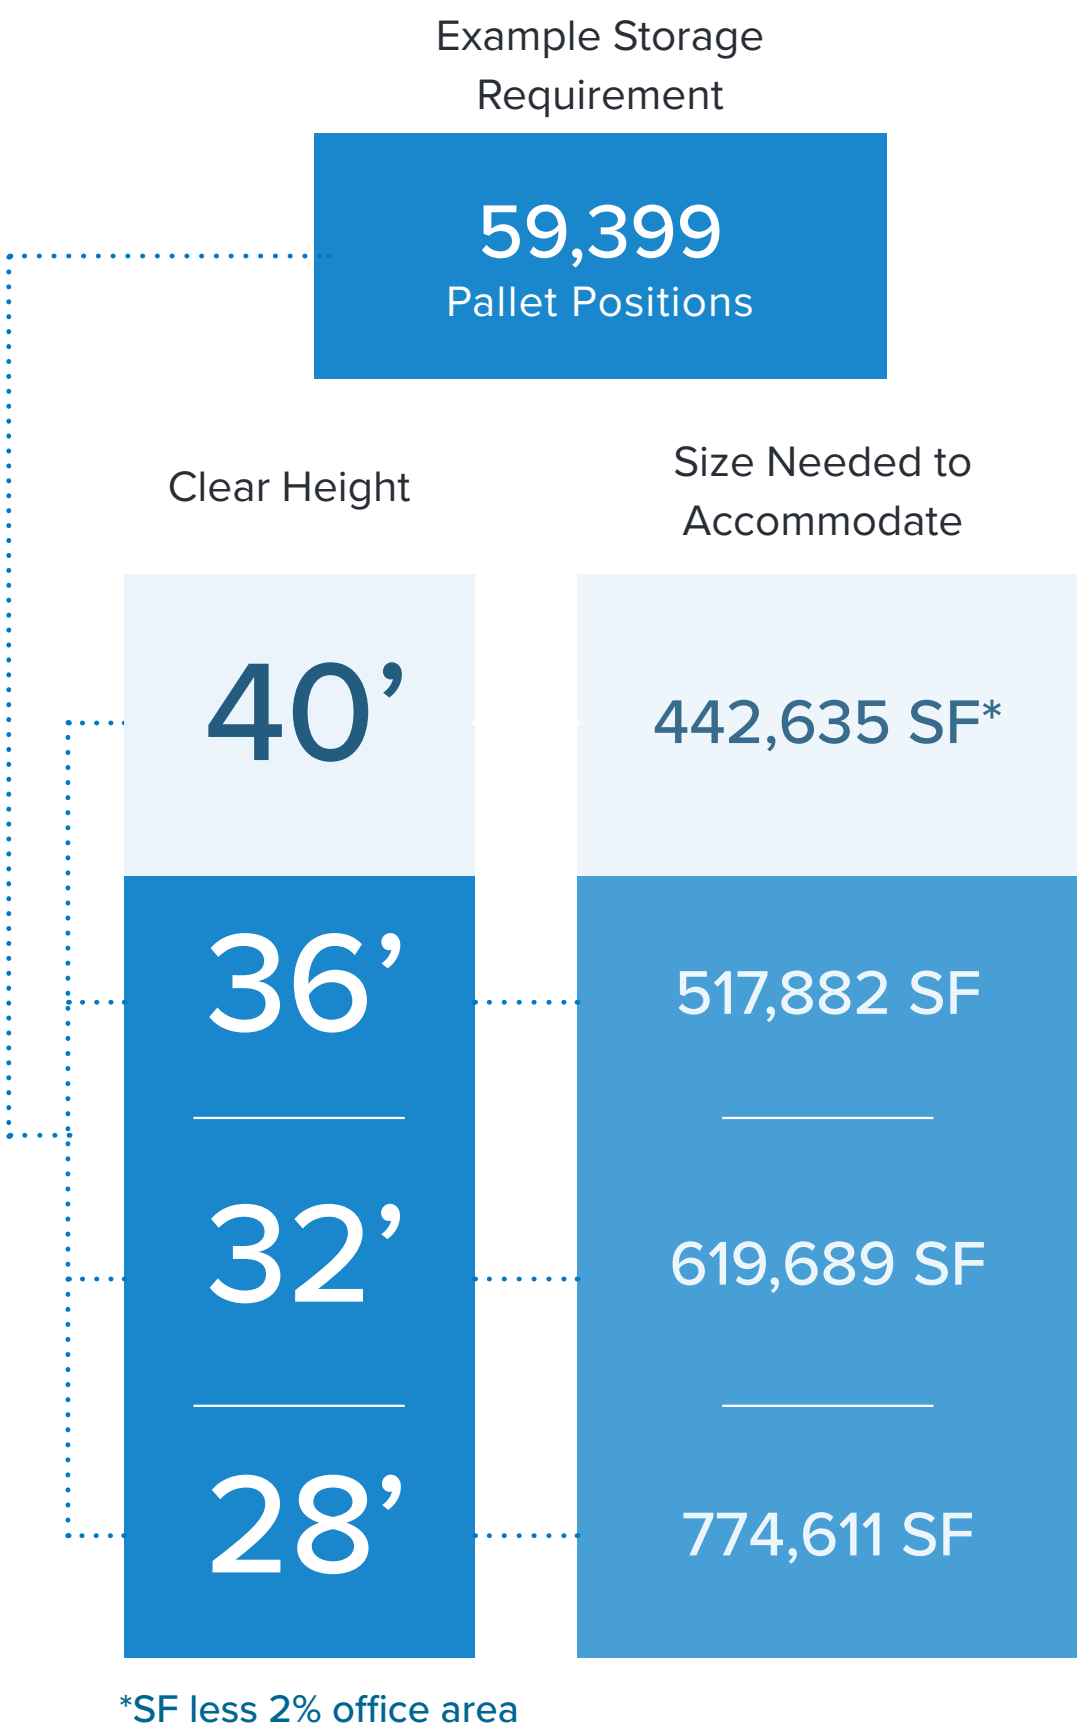 Example Storage
Requirement
59,399
Pallet Positions
Clear Height
Size Needed to
Accommodate
40’
442,635 SF*
36’
517,882 SF
32’
619,689 SF
28’
774,611 SF
*SF less 2% office area